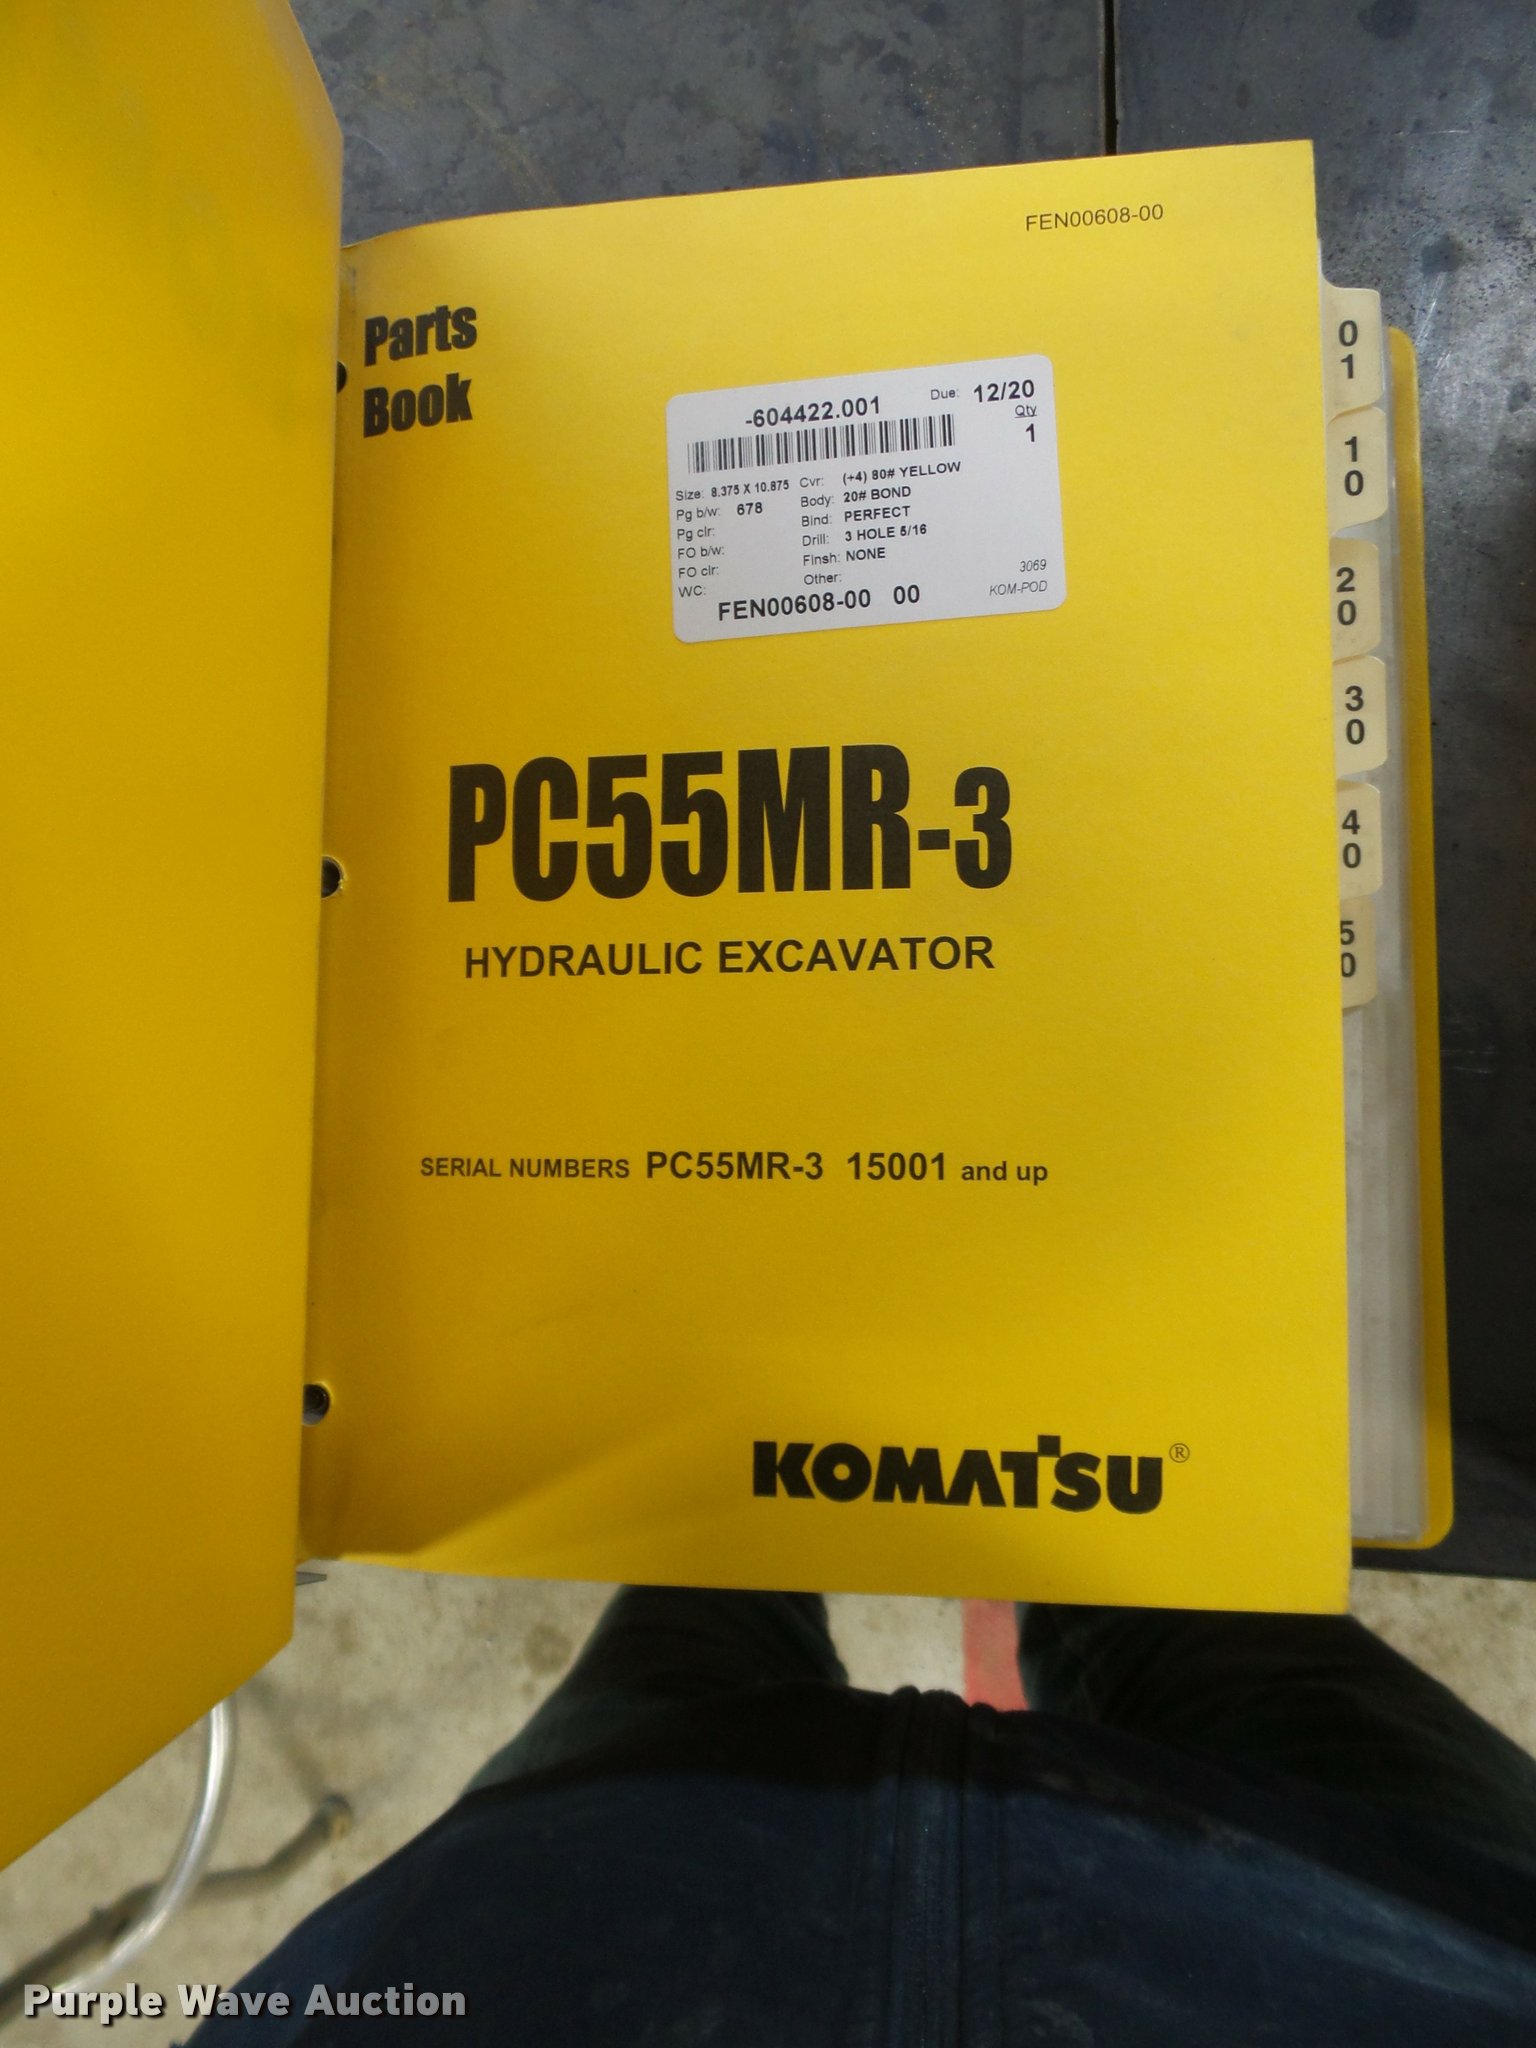 FEN00608-00
Parts
Book
-604422.001 Due: 12/20
Qty
1
Size: 8.375 X 10.875 Cvr: (+4) 80# YELLOW
Pg b/w: 678 Body: 20# BOND
Pg clr: Bind: PERFECT
FO b/w: Drill: 3 HOLE 5/16
FO clr: Finsh: NONE
WC: Other: 3069
FEN00608-00 00 KOM-POD
PC55MR-3
HYDRAULIC EXCAVATOR
SERIAL NUMBERS PC55MR-3 15001 and up
KOMATSU®
01
10
20
30
40
50
Purple Wave Auction